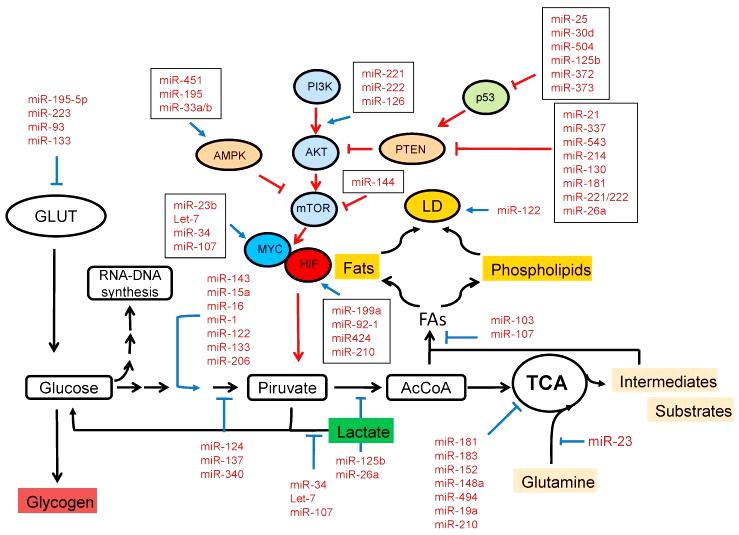 miR-25
miR-30d
miR-504
miR-125b
miR-372
miR-373
miR-451
miR-195
miR-33a/b
PI3K
miR-221
miR-222
miR-126
p53
miR-195-5p
miR-223
miR-93
miR-133
AMPK
AKT
PTEN
miR-21
miR-337
miR-543
miR-214
miR-130
miR-181
miR-221/222
miR-26a
miR-144
GLUT
miR-23b
Let-7
miR-34
miR-107
mTOR
LD
miR-122
MYC
HIF
Fats
Phospholipids
RNA-DNA
synthesis
miR-143
miR-15a
miR-16
miR-1
miR-122
miR-133
miR-206
miR-199a
miR-92-1
miR424
miR-210
FAs
miR-103
miR-107
Glucose
Piruvate
AcCoA
TCA
Intermediates
Substrates
Lactate
miR-124
miR-137
miR-340
miR-125b
miR-26a
miR-34
Let-7
miR-107
miR-181
miR-183
miR-152
miR-148a
miR-494
miR-19a
miR-210
miR-23
Glutamine
Glycogen